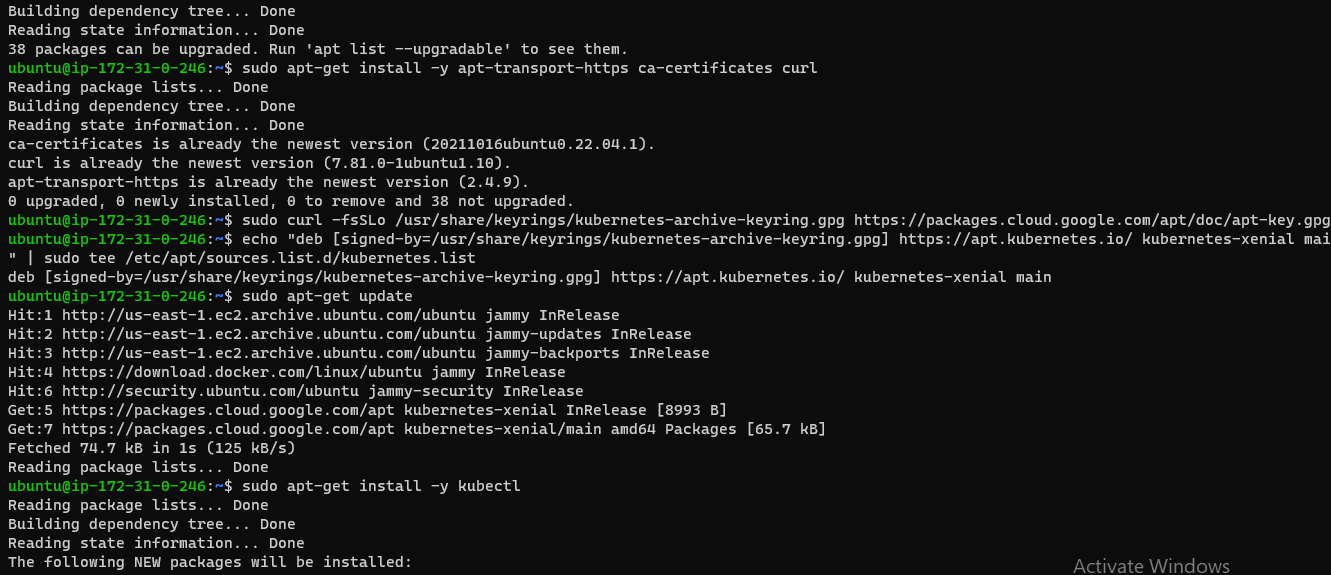 Building dependency tree... Done
Reading state information... Done
38 packages can be upgraded. Run 'apt list --upgradable' to see them.
ubuntu@ip-172-31-0-246:~$ sudo apt-get install -y apt-transport-https ca-certificates curl
Reading package lists... Done
Building dependency tree... Done
Reading state information... Done
ca-certificates is already the newest version (20211016ubuntu0.22.04.1).
curl is already the newest version (7.81.0-1ubuntu1.10).
apt-transport-https is already the newest version (2.4.9).
0 upgraded, 0 newly installed, 0 to remove and 38 not upgraded.
ubuntu@ip-172-31-0-246:~$ sudo curl -fsSLo /usr/share/keyrings/kubernetes-archive-keyring.gpg https://packages.cloud.google.com/apt/doc/apt-key.gpg
ubuntu@ip-172-31-0-246:~$ echo "deb [signed-by=/usr/share/keyrings/kubernetes-archive-keyring.gpg] https://apt.kubernetes.io/ kubernetes-xenial mai
" | sudo tee /etc/apt/sources.list.d/kubernetes.list
deb [signed-by=/usr/share/keyrings/kubernetes-archive-keyring.gpg] https://apt.kubernetes.io/ kubernetes-xenial main
ubuntu@ip-172-31-0-246:~$ sudo apt-get update
Hit:1 http://us-east-1.ec2.archive.ubuntu.com/ubuntu jammy InRelease
Hit:2 http://us-east-1.ec2.archive.ubuntu.com/ubuntu jammy-updates InRelease
Hit:3 http://us-east-1.ec2.archive.ubuntu.com/ubuntu jammy-backports InRelease
Hit:4 https://download.docker.com/linux/ubuntu jammy InRelease
Hit:6 http://security.ubuntu.com/ubuntu jammy-security InRelease
Get:5 https://packages.cloud.google.com/apt kubernetes-xenial InRelease [8993 B]
Get:7 https://packages.cloud.google.com/apt kubernetes-xenial/main amd64 Packages [65.7 kB]
Fetched 74.7 kB in 1s (125 kB/s)
Reading package lists... Done
ubuntu@ip-172-31-0-246:~$ sudo apt-get install -y kubectl
Reading package lists... Done
Building dependency tree... Done
Reading state information... Done
The following NEW packages will be installed:
Activate Windows